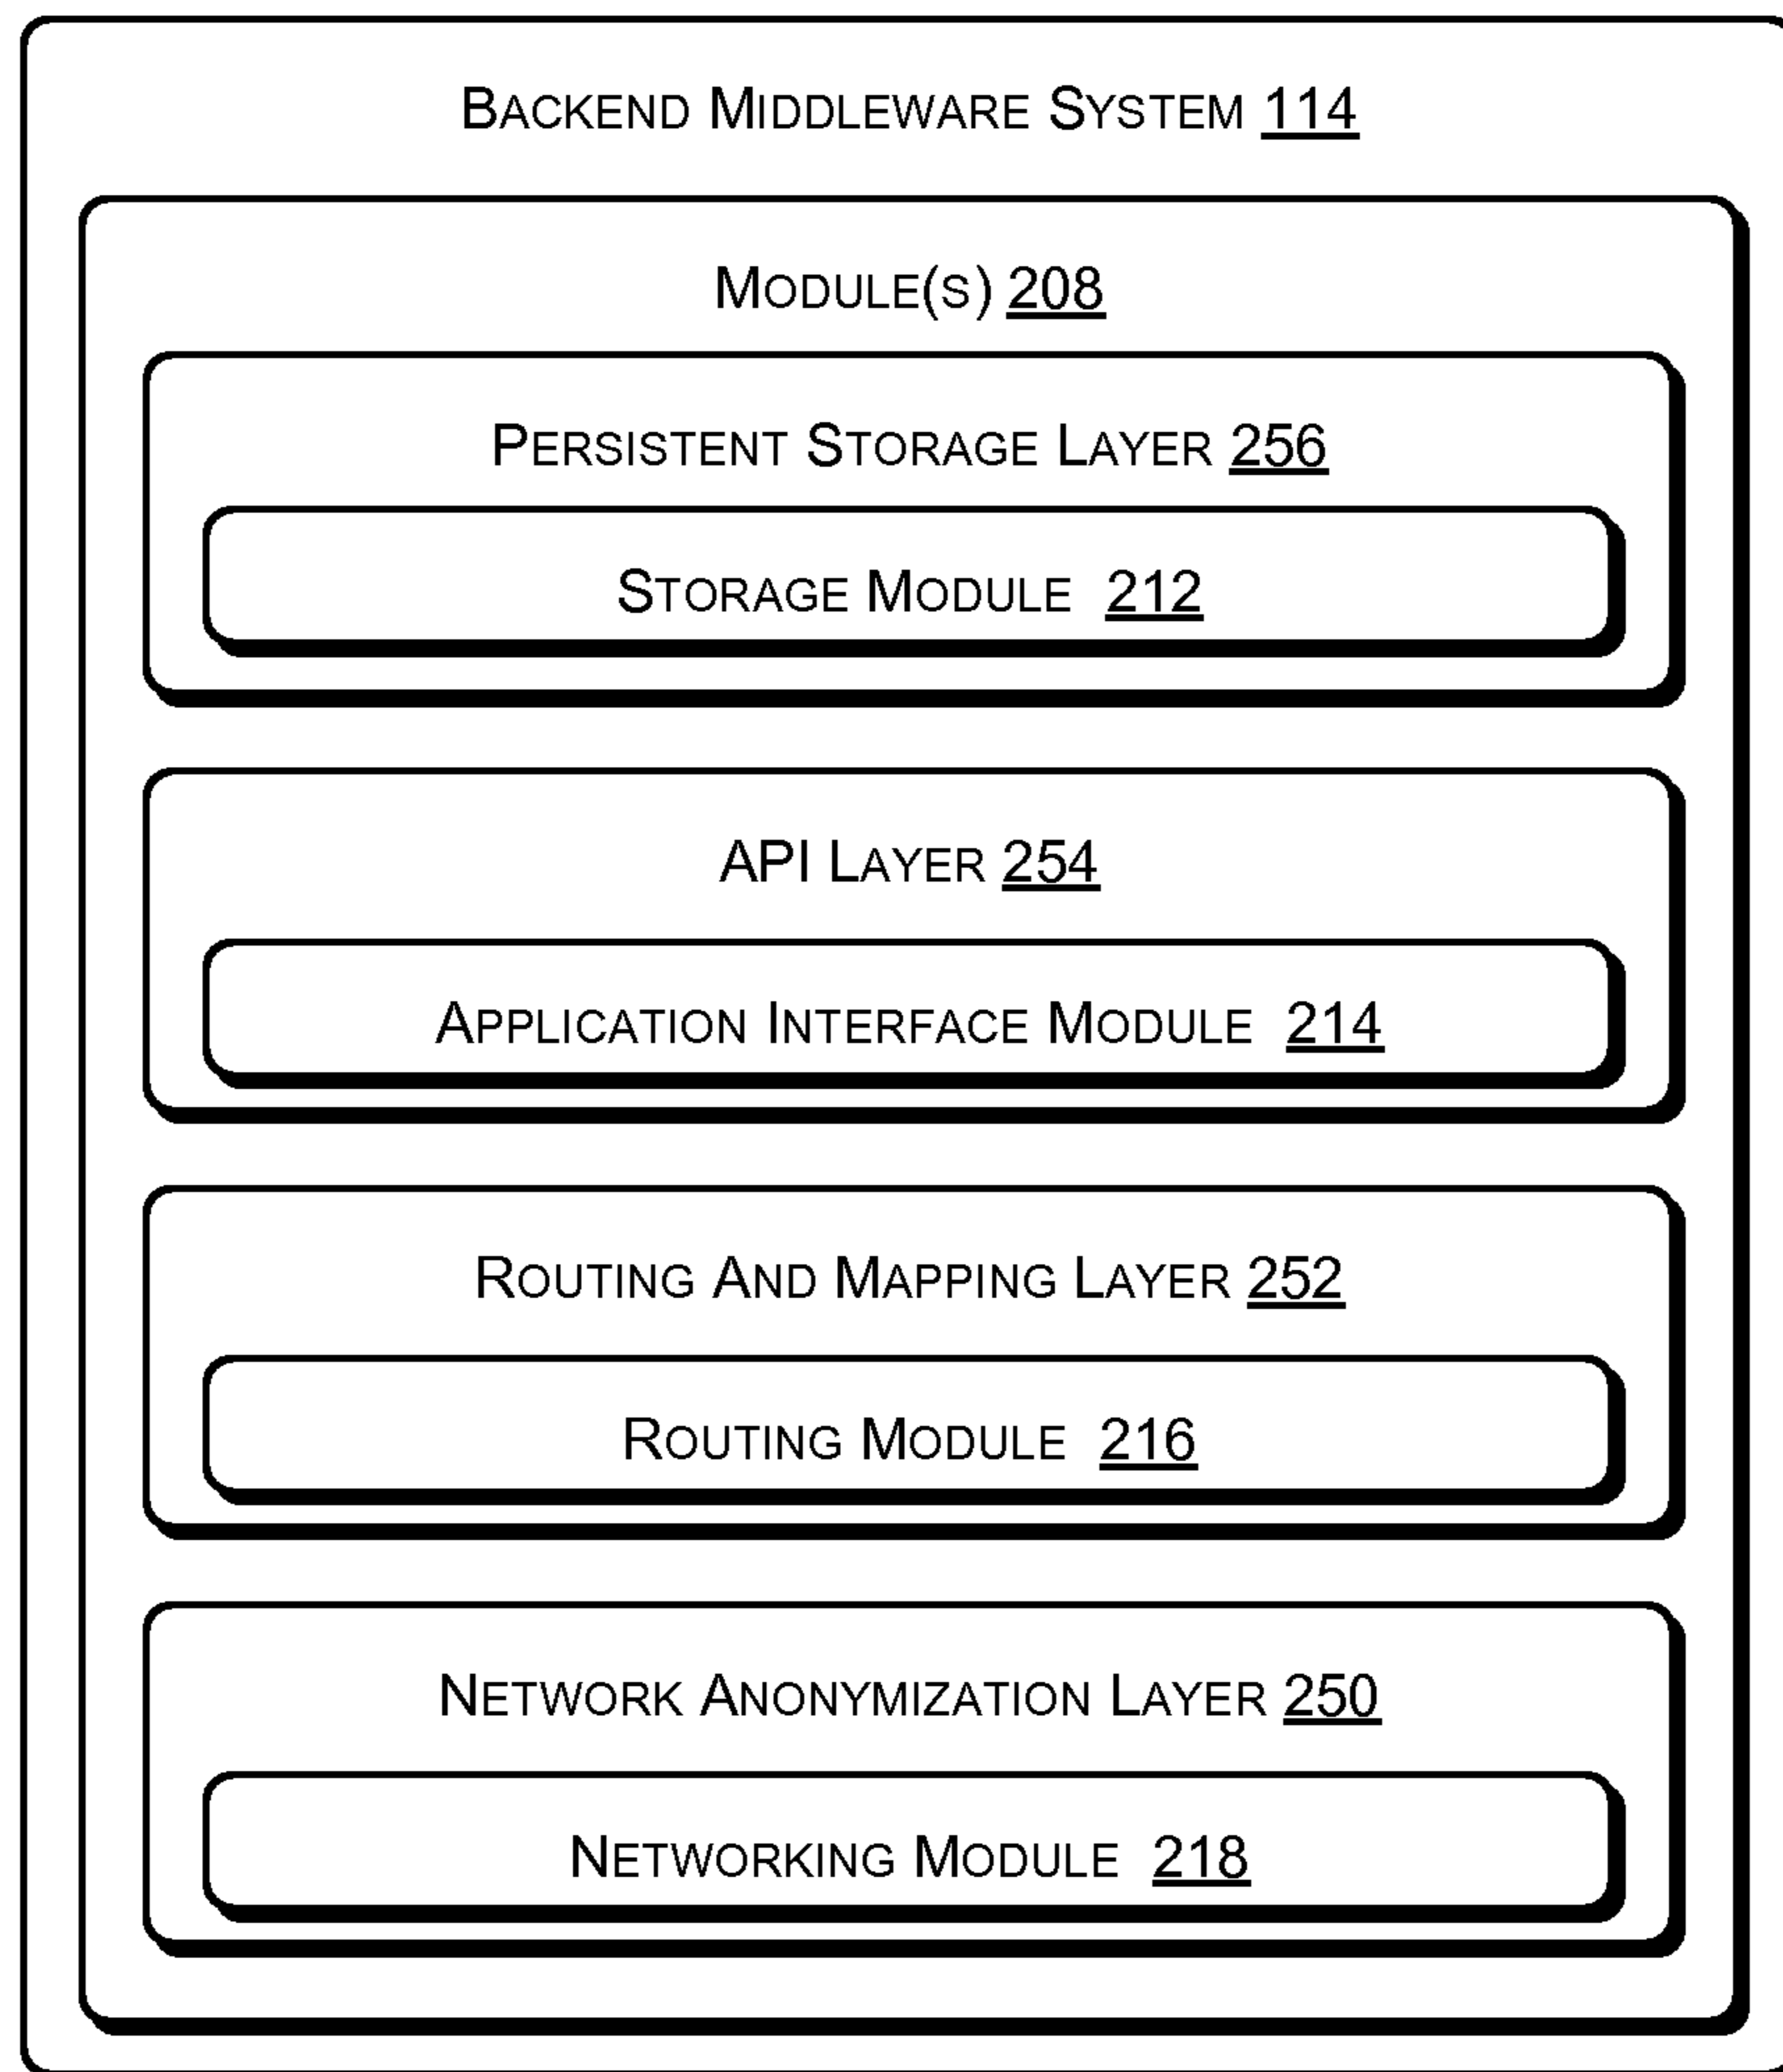 BACKEND MIDDLEWARE SYSTEM 114
MODULE(S) 208
PERSISTENT STORAGE LAYER 256
STORAGE MODULE 212
API LAYER 254
APPLICATION INTERFACE MODULE 214
ROUTING AND MAPPING LAYER 252
ROUTING MODULE 216
NETWORK ANONYMIZATION LAYER 250
NETWORKING MODULE 218